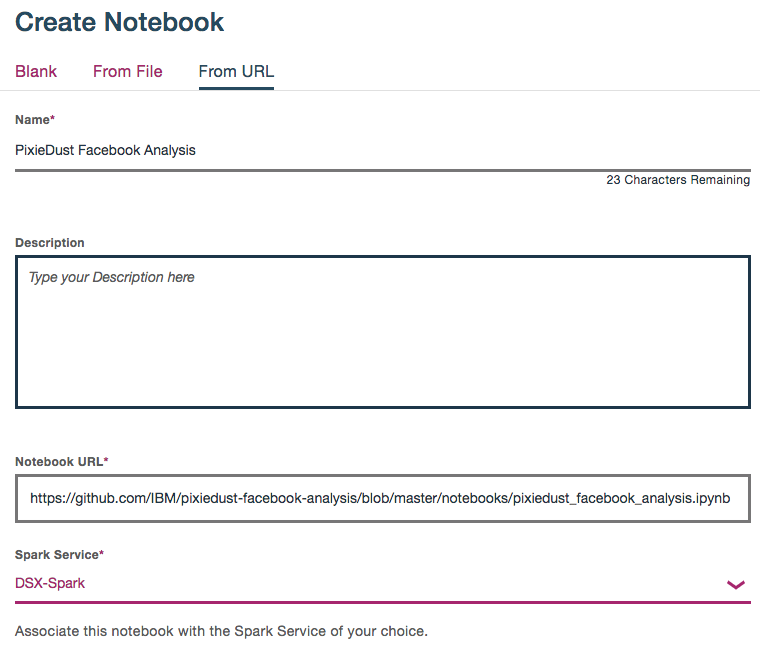 Create Notebook
Blank From File From URL
Name*
PixieDust Facebook Analysis
23 Characters Remaining
Description
Type your Description here
Notebook URL*
https://github.com/IBM/pixiedust-facebook-analysis/blob/master/notebooks/pixiedust_facebook_analysis.ipynb
Spark Service*
DSX-Spark
Associate this notebook with the Spark Service of your choice.